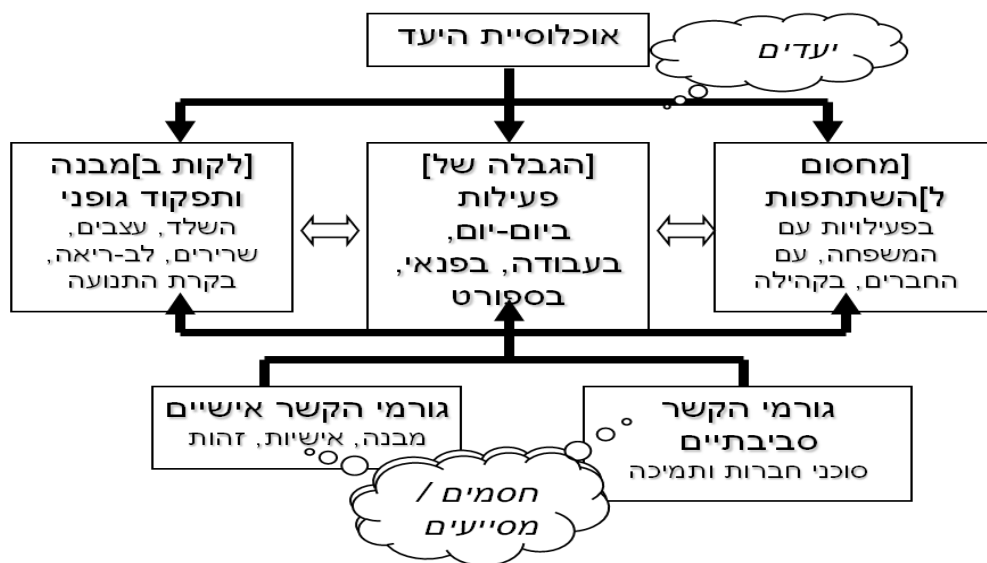 אוכלוסיית היעד
יעדים
[מחסום
ל]השתתפות
בפעילויות עם
המשפחה, עם
החברים, בקהילה
[הגבלה של]
פעילות
ביום-יום,
בעבודה, בפנאי,
בספורט
[לקות ב]מבנה
ותפקוד גופני
השלד, עצבים,
שרירים, לב-ריאה,
בקרת התנועה
גורמי הקשר
סביבתיים
סוכני חברות ותמיכה
גורמי הקשר אישיים
מבנה, אישיות, זהות
חסמים /
מסייעים